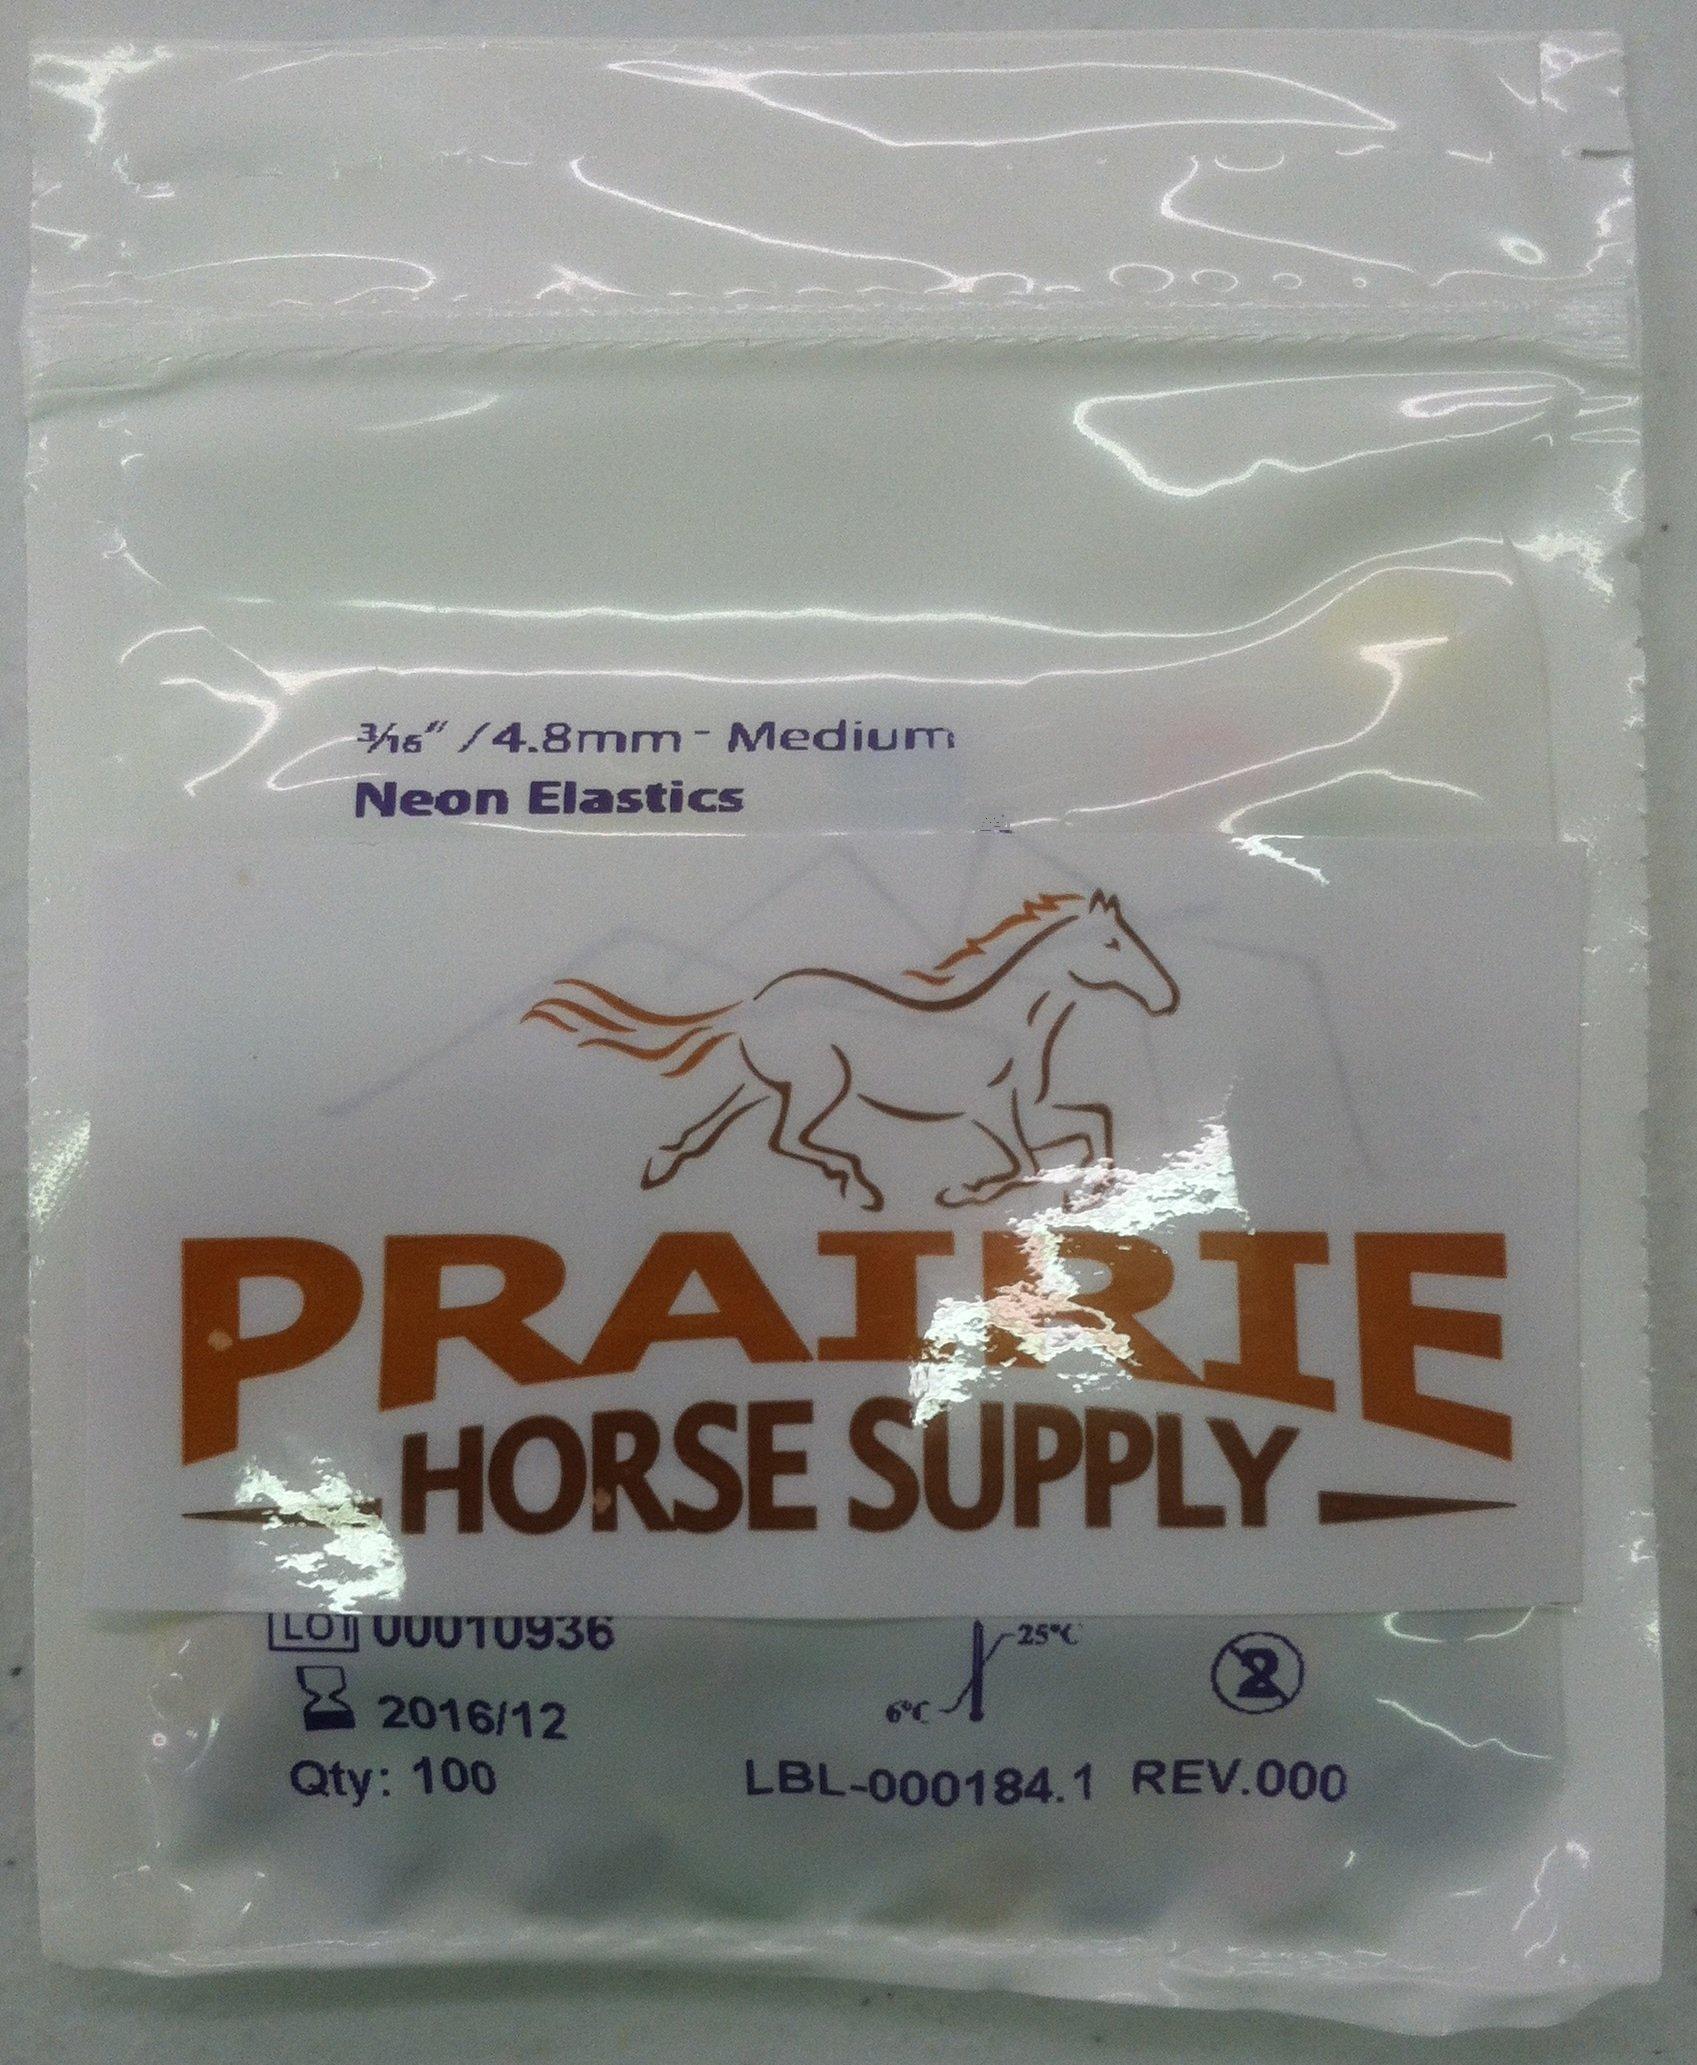 3/16" / 4.8mm - Medium
Neon Elastics
PRAIRIE
HORSE SUPPLY
LOT 00010936
25°C
6°C
2
2016/12
Qty: 100
LBL-000184.1 REV.000